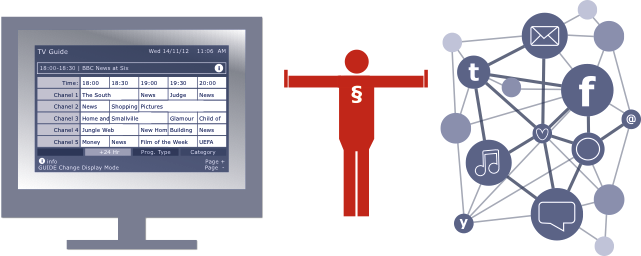 TV Guide Wed 14/11/12 11:06 AM
18:00-18:30 | BBC News at Six i
Time: 18:00 18:30 19:00 19:30 20:00
Chanel 1 The South News Judge News
Chanel 2 News Shopping Pictures
Chanel 3 Home and Smallville Glamour Child of
Chanel 4 Jungle Web New Hom Building News
Chanel 5 Money News Film of the Week UEFA
+24 Hr Prog. Type Category
i info Page +
GUIDE Change Display Mode Page -
§
t
f
@
y